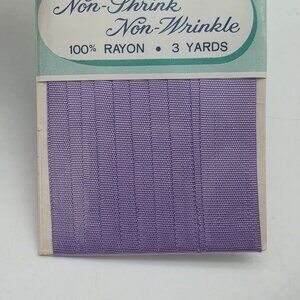 Non-Shrink
Non-Wrinkle
100% RAYON • 3 YARDS